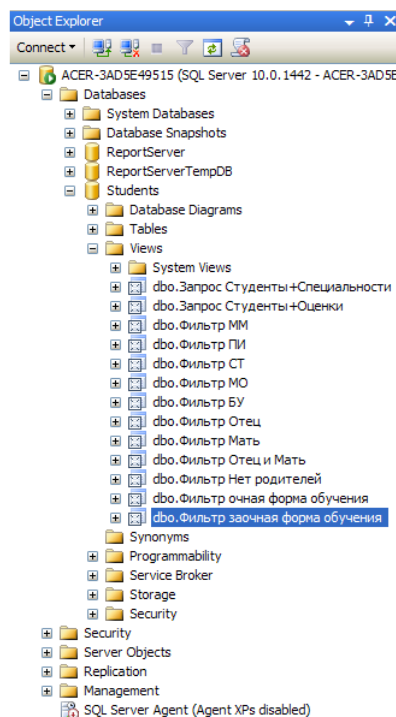 Object Explorer
Connect
ACER-3AD5E49515 (SQL Server 10.0.1442 - ACER-3AD5E
Databases
System Databases
Database Snapshots
ReportServer
ReportServerTempDB
Students
Database Diagrams
Tables
Views
System Views
dbo.Запрос Студенты+Специальности
dbo.Запрос Студенты+Оценки
dbo.Фильтр ММ
dbo.Фильтр ПИ
dbo.Фильтр СТ
dbo.Фильтр МО
dbo.Фильтр БУ
dbo.Фильтр Отец
dbo.Фильтр Мать
dbo.Фильтр Отец и Мать
dbo.Фильтр Нет родителей
dbo.Фильтр очная форма обучения
dbo.Фильтр заочная форма обучения
Synonyms
Programmability
Service Broker
Storage
Security
Security
Server Objects
Replication
Management
SQL Server Agent (Agent XPs disabled)